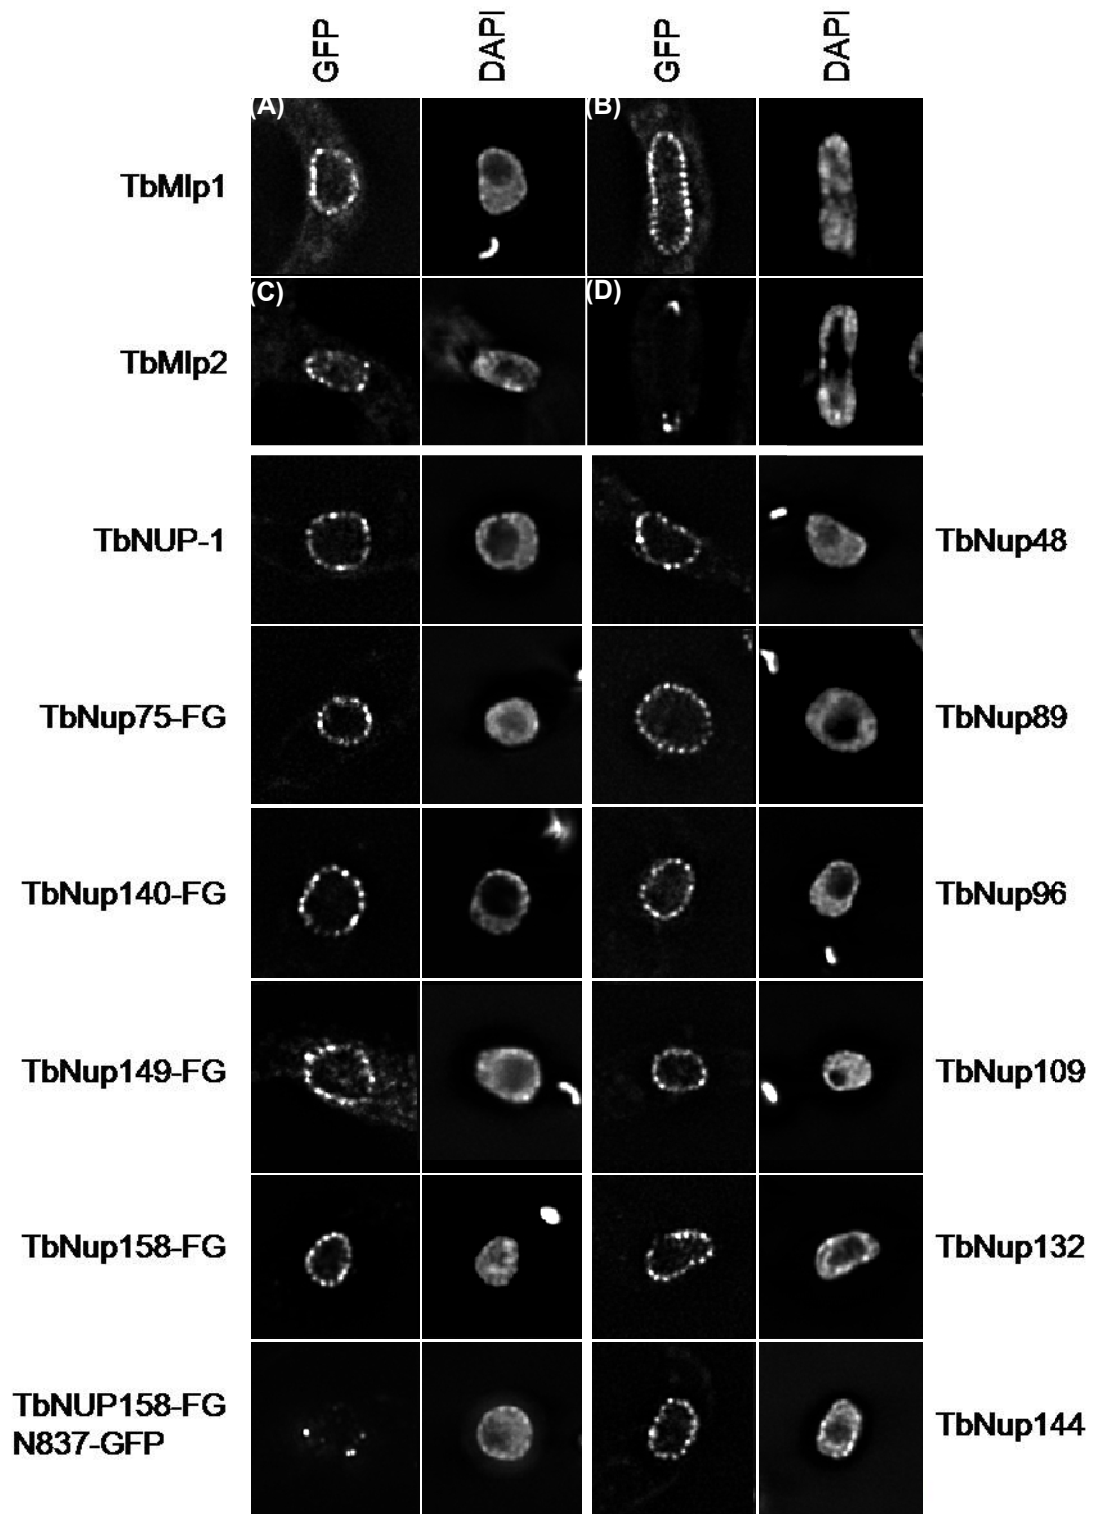 GFP DAPI GFP DAPI
(A) (B)
TbMlp1
(C) (D)
TbMlp2
TbNUP-1 TbNup48
TbNup75-FG TbNup89
TbNup140-FG TbNup96
TbNup149-FG TbNup109
TbNup158-FG TbNup132
TbNUP158-FG
N837-GFP
TbNup144